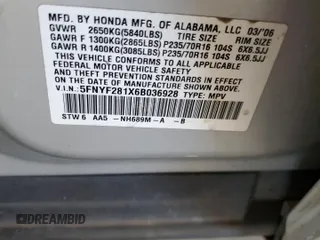 MFD. BY HONDA MFG. OF ALABAMA, LLC 03/06
GVWR 2650KG(5840LBS) TIRE SIZE RIM SIZE
GAWR F 1300KG(2865LBS)P235/70R16 104S 6X6.5JJ
GAWR R 1400KG(3085LBS)P235/70R16 104S 6X6.5JJ
THIS VEHICLE CONFORMS TO ALL APPLICABLE
FEDERAL MOTOR VEHICLE SAFETY AND THEFT
PREVENTION STANDARDS IN EFFECT ON THE DATE
OF MANUFACTURE SHOWN ABOVE.
V.I.N.: 5FNYF281X6B036928 TYPE: MPV
STW 6 AA5 -NH689M-A -B
DREAMBID